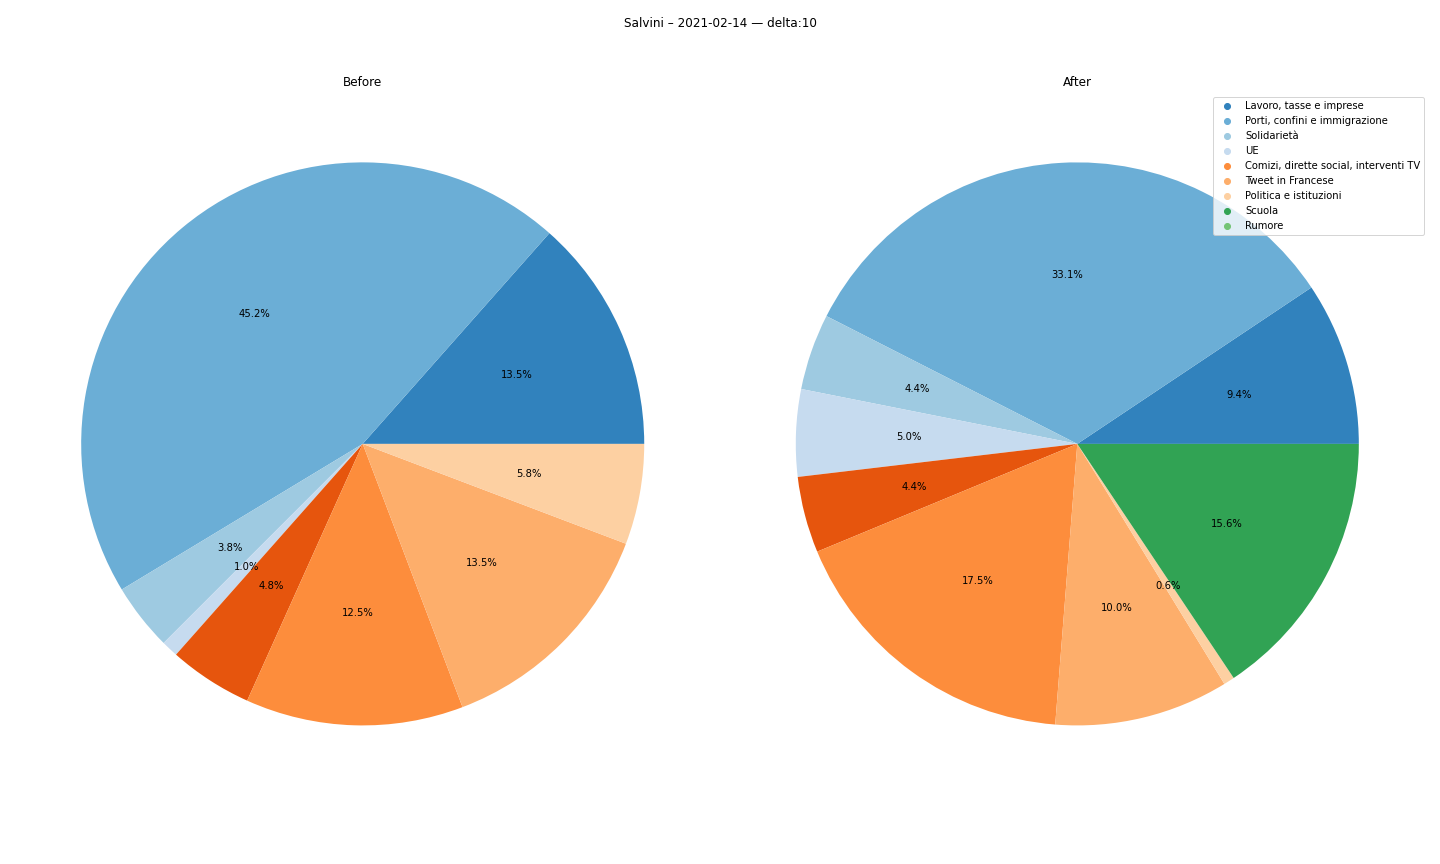 Salvini – 2021-02-14 — delta:10
Before
45.2%
13.5%
3.8%
1.0%
4.8%
12.5%
13.5%
5.8%
After
Lavoro, tasse e imprese
Porti, confini e immigrazione
Solidarietà
UE
Comizi, dirette social, interventi TV
Tweet in Francese
Politica e istituzioni
Scuola
Rumore
33.1%
9.4%
4.4%
5.0%
4.4%
17.5%
10.0%
0.6%
15.6%